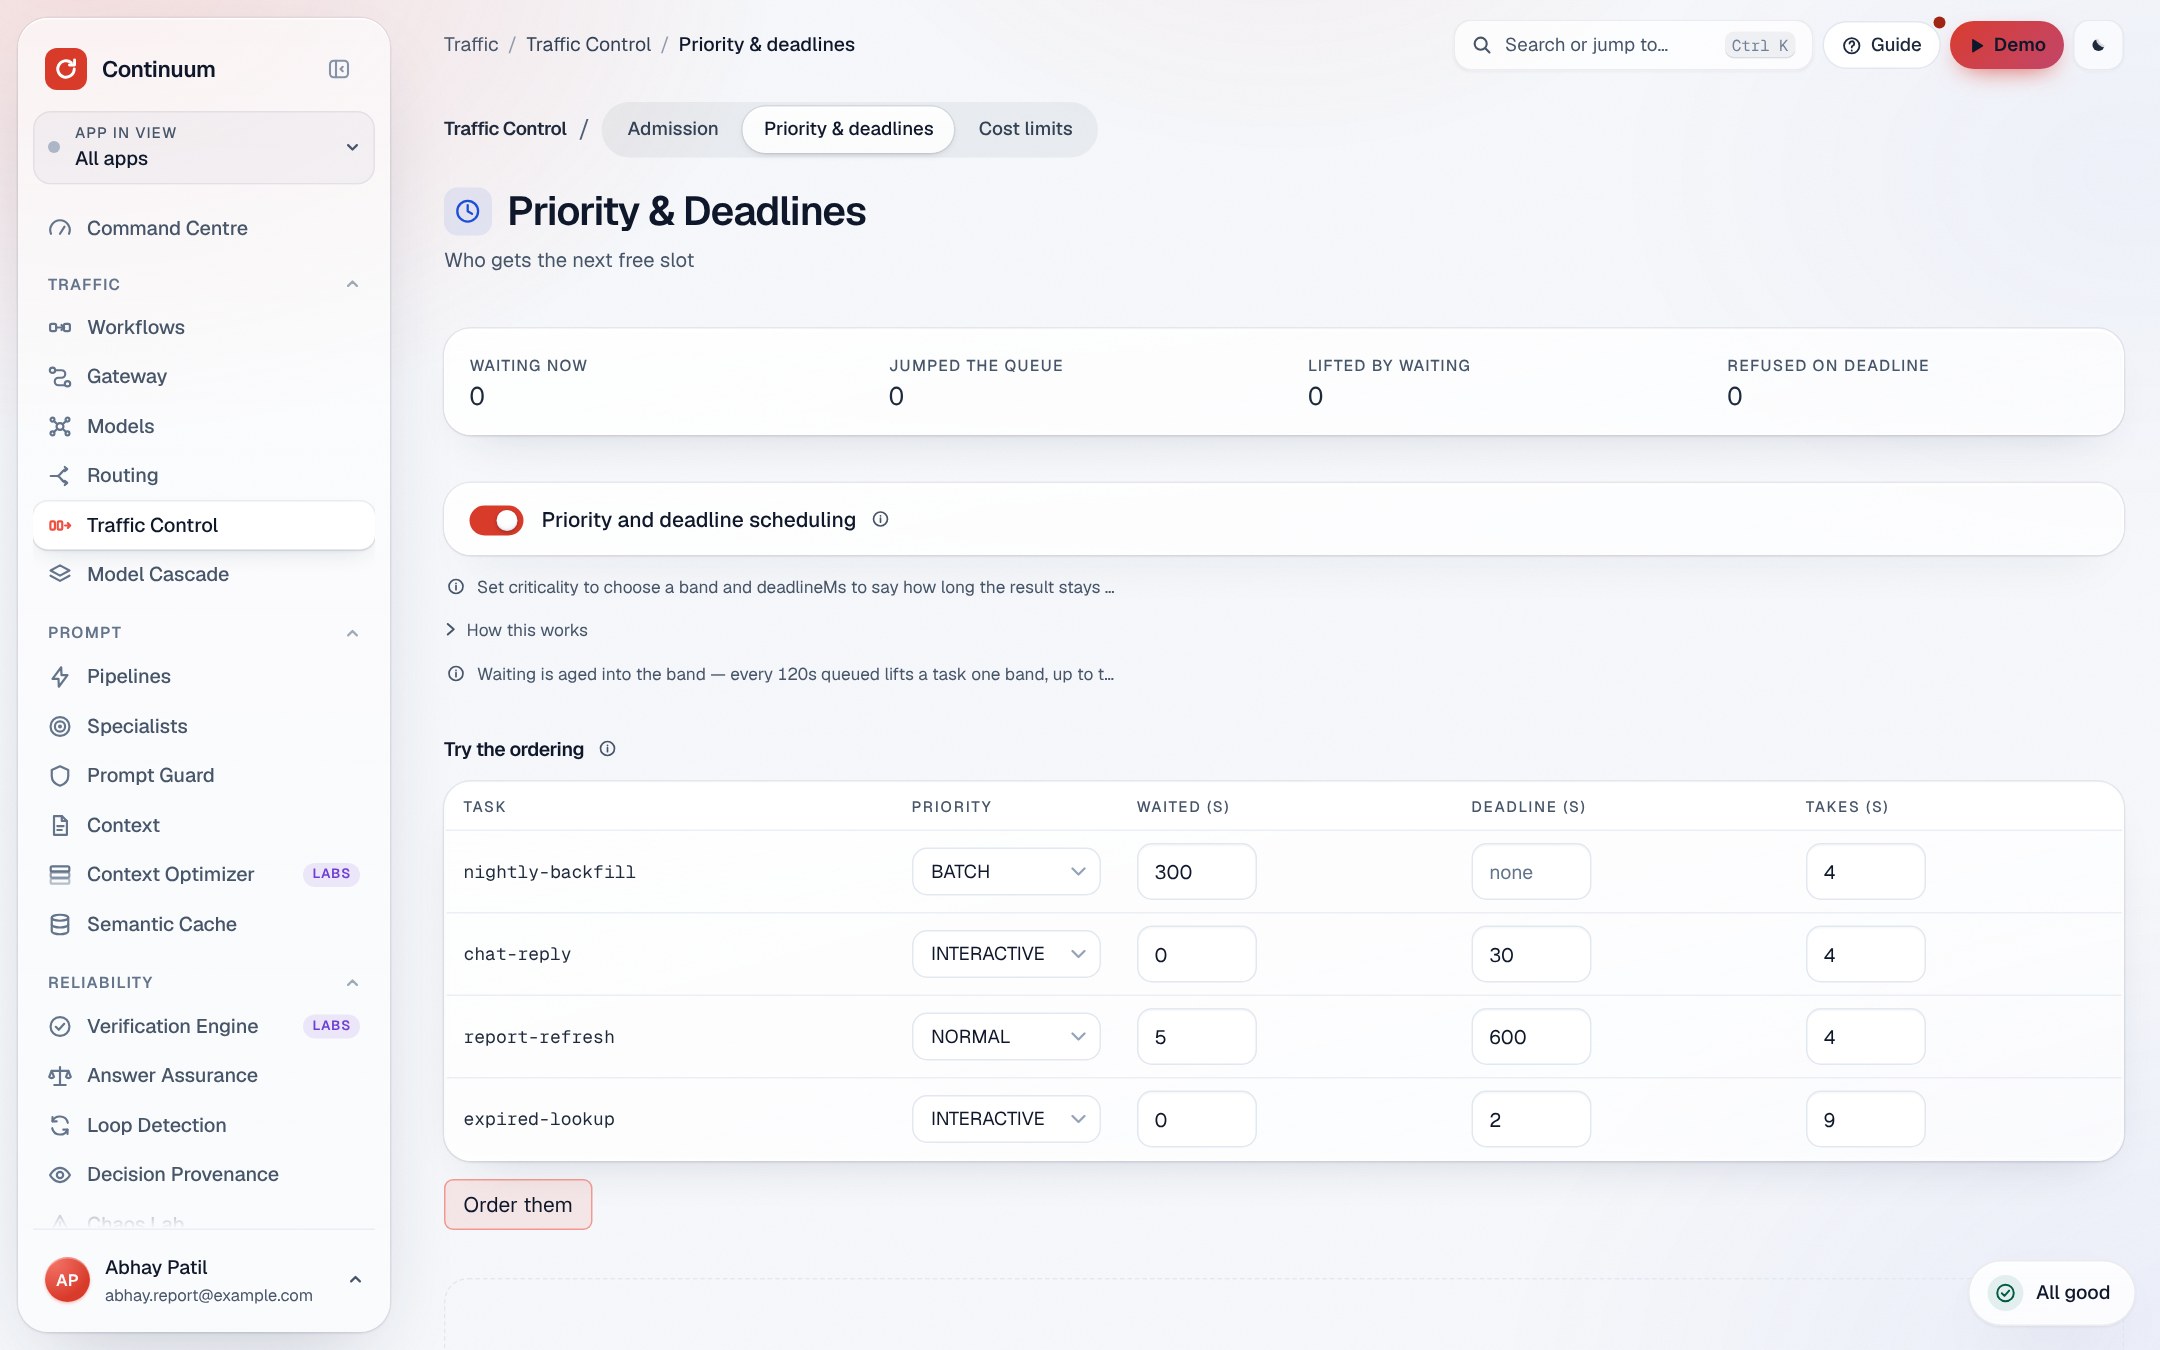 Continuum
APP IN VIEW
All apps
Command Centre
TRAFFIC
Workflows
Gateway
Models
Routing
Traffic Control
Model Cascade
PROMPT
Pipelines
Specialists
Prompt Guard
Context
Context Optimizer LABS
Semantic Cache
RELIABILITY
Verification Engine LABS
Answer Assurance
Loop Detection
Decision Provenance
Chaos Lab
AP
Abhay Patil
abhay.report@example.com
Traffic / Traffic Control / Priority & deadlines
Search or jump to... Ctrl K
Guide
Demo
Traffic Control / Admission Priority & deadlines Cost limits
Priority & Deadlines
Who gets the next free slot
WAITING NOW JUMPED THE QUEUE LIFTED BY WAITING REFUSED ON DEADLINE
0 0 0 0
Priority and deadline scheduling
Set criticality to choose a band and deadlineMs to say how long the result stays ...
How this works
Waiting is aged into the band — every 120s queued lifts a task one band, up to t...
Try the ordering
TASK PRIORITY WAITED (S) DEADLINE (S) TAKES (S)
nightly-backfill BATCH 300 none 4
chat-reply INTERACTIVE 0 30 4
report-refresh NORMAL 5 600 4
expired-lookup INTERACTIVE 0 2 9
Order them
All good